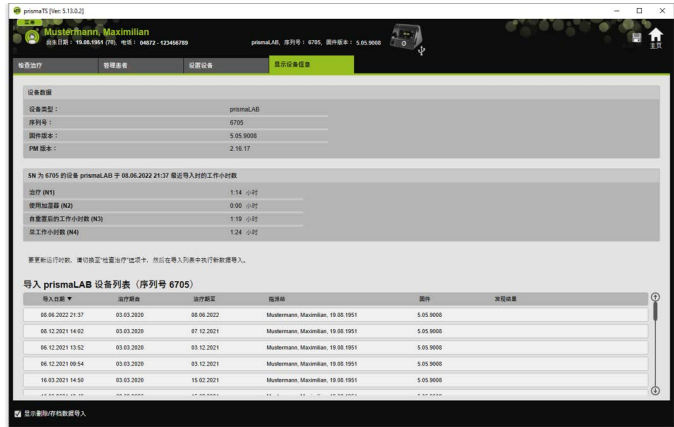 prismaTS [Ver: 5.13.0.2]
Mustermann, Maximilian
出生日期： 19.08.1951 (70), 电话： 04872 - 123456789
prismaLAB, 序列号： 6705, 固件版本： 5.05.9008
主页
检查治疗 管理患者 设置设备 显示设备信息
设备数据
设备类型： prismaLAB
序列号： 6705
固件版本： 5.05.9008
PM 版本： 2.16.17
SN 为 6705 的设备 prismaLAB 于 08.06.2022 21:37 最近导入时的工作小时数
治疗 (N1) 1:14 小时
使用加湿器 (N2) 0:00 小时
自重置后的工作小时数 (N3) 1:19 小时
总工作小时数 (N4) 1:24 小时
要更新运行时数，请切换至“检查治疗”选项卡，然后在导入列表中执行新数据导入。
导入 prismaLAB 设备列表（序列号 6705）
导入日期 ▼ 治疗期自 治疗期至 指派给 固件 发现结果
08.06.2022 21:37 03.03.2020 08.06.2022 Mustermann, Maximilian, 19.08.1951 5.05.9008
08.12.2021 14:02 03.03.2020 07.12.2021 Mustermann, Maximilian, 19.08.1951 5.05.9008
06.12.2021 13:52 03.03.2020 03.12.2021 Mustermann, Maximilian, 19.08.1951 5.05.9008
06.12.2021 09:54 03.03.2020 03.12.2021 Mustermann, Maximilian, 19.08.1951 5.05.9008
16.03.2021 14:50 03.03.2020 15.02.2021 Mustermann, Maximilian, 19.08.1951 5.05.9008
显示删除/存档数据导入